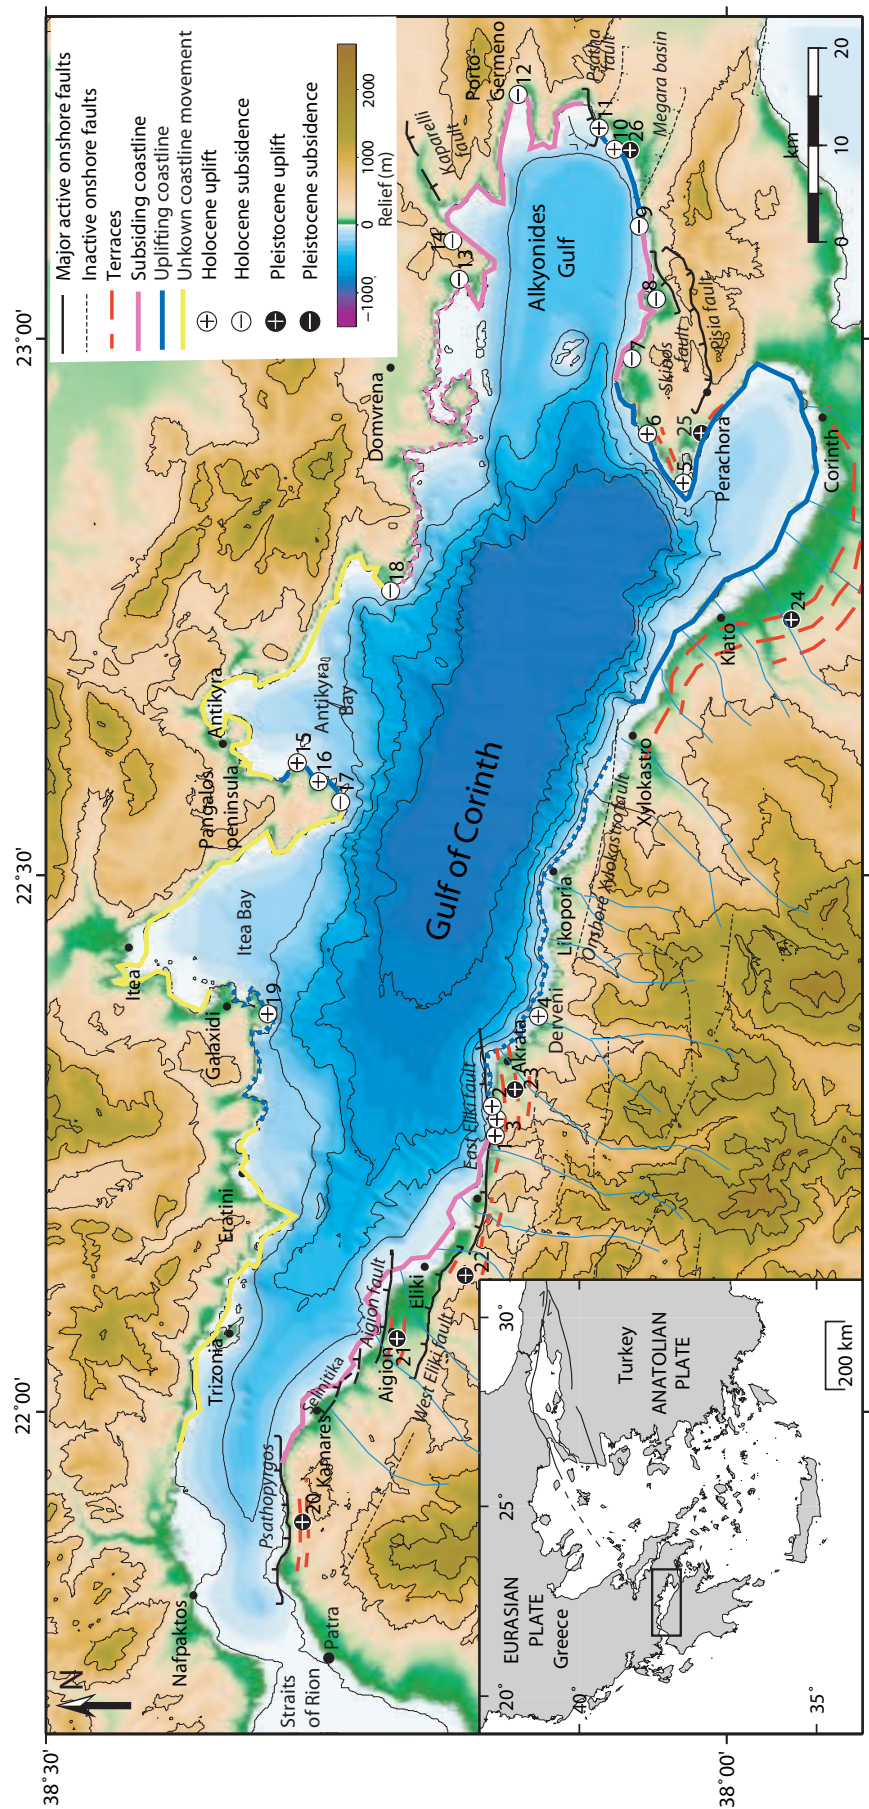 22˚00'
22˚30'
23˚00'
38˚30'
38˚00'
N
Major active onshore faults
Inactive onshore faults
Terraces
Subsiding coastline
Uplifting coastline
Unkown coastline movement
Holocene uplift
Holocene subsidence
Pleistocene uplift
Pleistocene subsidence
−1000
0
1000
2000
Relief (m)
Nafpaktos
Straits
of Rion
Patra
Psathopyrgos
20
Kamares
Selinitika
Trizonia
Eratini
Aigion
Aigion fault
21
Eliki
West Eliki fault
22
East Eliki fault
1
3
2
23
Akrata
4
Derveni
Likoporia
Onshore Xylokastro fault
Xylokastro
Kiato
24
Corinth
Galaxidi
19
Itea
Itea Bay
Pangalos
peninsula
Antikyra
15
16
17
Antikyra
Bay
18
Domvrena
Gulf of Corinth
Alkyonides
Gulf
13
14
Kaparelli
fault
Porto-
Germeno
12
Psatha
fault
11
10
26
Megara basin
9
8
7
Skinos
fault
Pisia fault
6
5
25
Perachora
0
10
20
km
EURASIAN
PLATE
Greece
Turkey
ANATOLIAN
PLATE
200 km
20˚
25˚
30˚
40˚
35˚